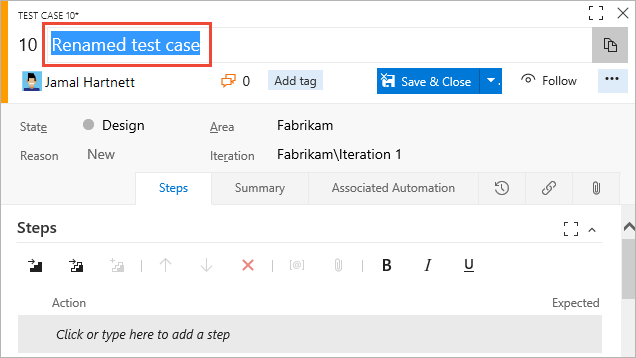 TEST CASE 10*
10 Renamed test case
Jamal Hartnett 0 Add tag Save & Close Follow ...
State Design Area Fabrikam
Reason New Iteration Fabrikam\Iteration 1
Steps Summary Associated Automation
Steps
[@] B I U
Action Expected
Click or type here to add a step